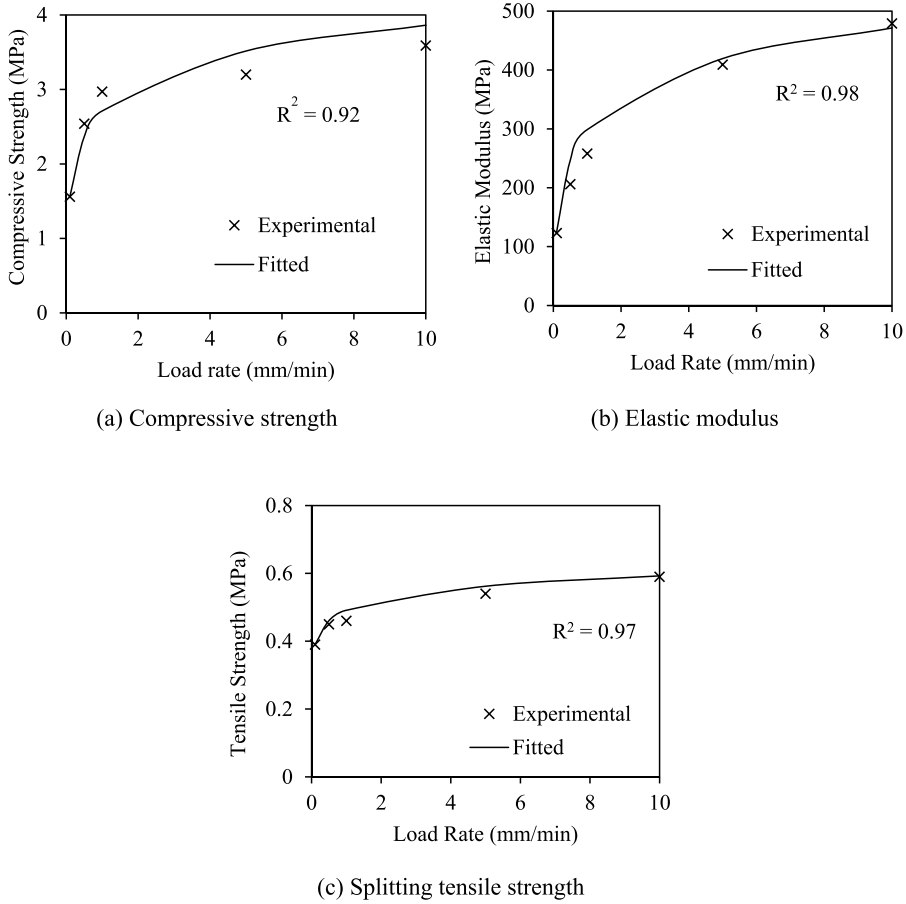 4
3
2
1
0
Compressive Strength (MPa)
R² = 0.92
Experimental
Fitted
0 2 4 6 8 10
Load rate (mm/min)
(a) Compressive strength
500
400
300
200
100
0
Elastic Modulus (MPa)
R² = 0.98
Experimental
Fitted
0 2 4 6 8 10
Load Rate (mm/min)
(b) Elastic modulus
0.8
0.6
0.4
0.2
0
Tensile Strength (MPa)
R² = 0.97
Experimental
Fitted
0 2 4 6 8 10
Load Rate (mm/min)
(c) Splitting tensile strength